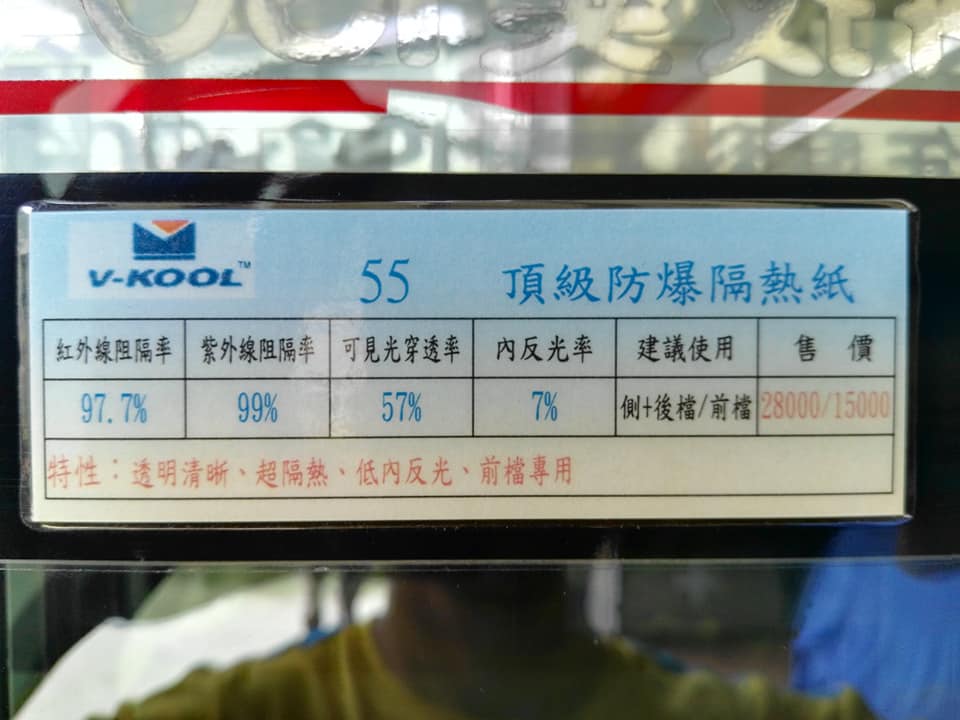 V-KOOL™
55 頂級防爆隔熱紙
紅外線阻隔率 紫外線阻隔率 可見光穿透率 內反光率 建議使用 售價
97.7% 99% 57% 7% 側+後檔/前檔 28000/15000
特性：透明清晰、超隔熱、低內反光、前檔專用